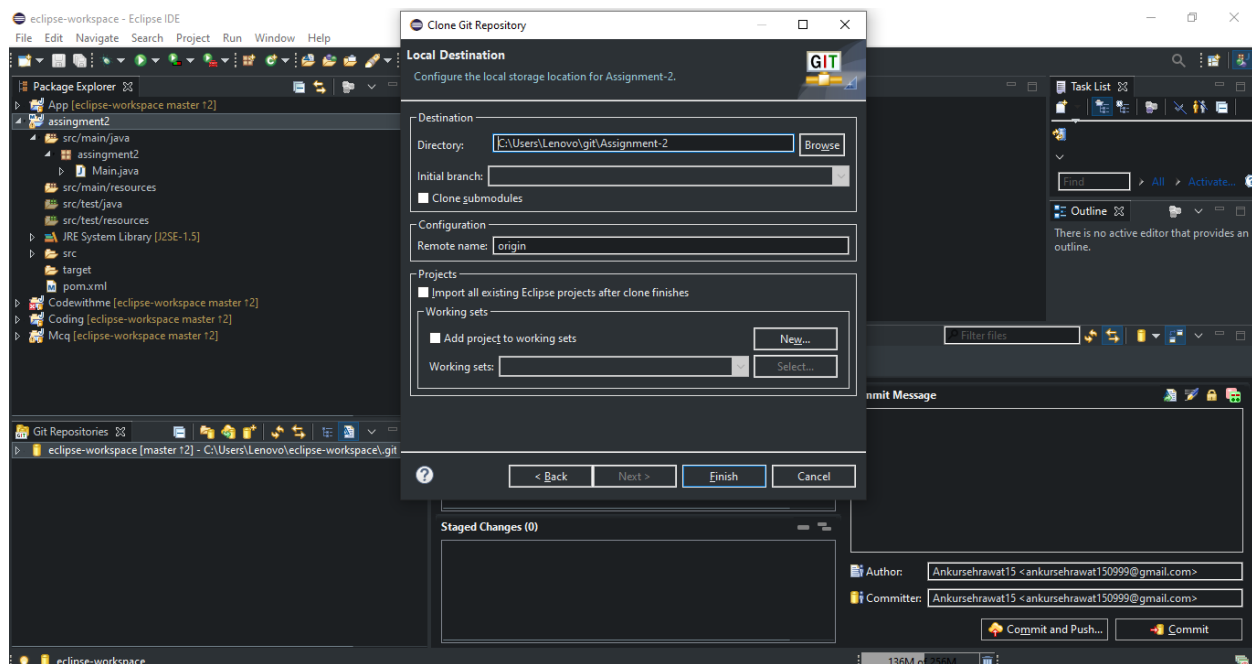 eclipse-workspace - Eclipse IDE
File Edit Navigate Search Project Run Window Help
Package Explorer
App [eclipse-workspace master ↑2]
assingment2
src/main/java
assingment2
Main.java
src/main/resources
src/test/java
src/test/resources
JRE System Library [J2SE-1.5]
src
target
pom.xml
Codewithme [eclipse-workspace master ↑2]
Coding [eclipse-workspace master ↑2]
Mcq [eclipse-workspace master ↑2]
Git Repositories
eclipse-workspace [master ↑2] - C:\Users\Lenovo\eclipse-workspace\.git
Clone Git Repository
Local Destination
Configure the local storage location for Assignment-2.
GIT
Destination
Directory: C:\Users\Lenovo\git\Assignment-2 Browse
Initial branch:
Clone submodules
Configuration
Remote name: origin
Projects
Import all existing Eclipse projects after clone finishes
Working sets
Add project to working sets New...
Working sets: Select...
< Back Next > Finish Cancel
Staged Changes (0)
Task List
Find All Activate...
Outline
There is no active editor that provides an
outline.
Filter files
nmit Message
Author: Ankursehrawat15 <ankursehrawat150999@gmail.com>
Committer: Ankursehrawat15 <ankursehrawat150999@gmail.com>
Commit and Push... Commit
eclipse-workspace
136M of 256M